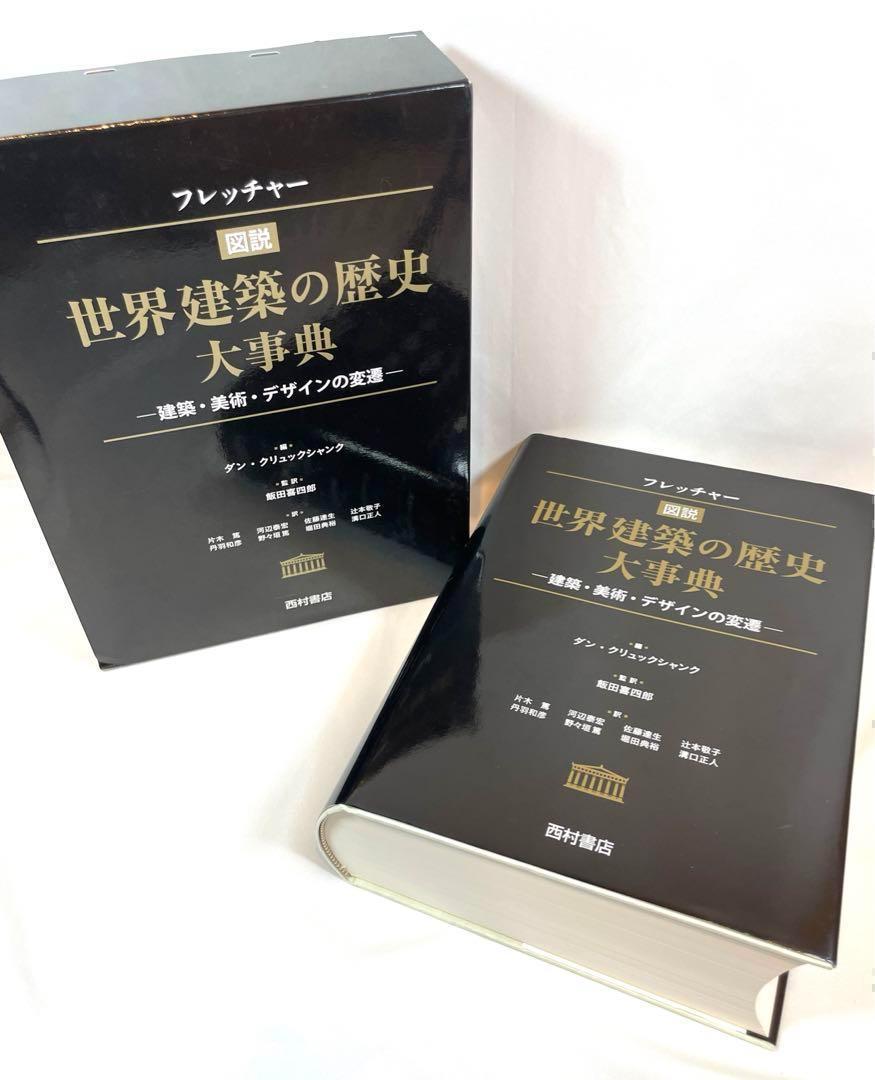 フレッチャー
図説
世界建築の歴史
大事典
―建築・美術・デザインの変遷―
●編●
ダン・クリュックシャンク
●監訳●
飯田喜四郎
●訳●
片木 篤 河辺泰宏 佐藤達生 辻本敬子
丹羽和彦 野々垣篤 堀田典裕 溝口正人
西村書店
フレッチャー
図説
世界建築の歴史
大事典
―建築・美術・デザインの変遷―
●編●
ダン・クリュックシャンク
●監訳●
飯田喜四郎
●訳●
片木 篤 河辺泰宏 佐藤達生 辻本敬子
丹羽和彦 野々垣篤 堀田典裕 溝口正人
西村書店